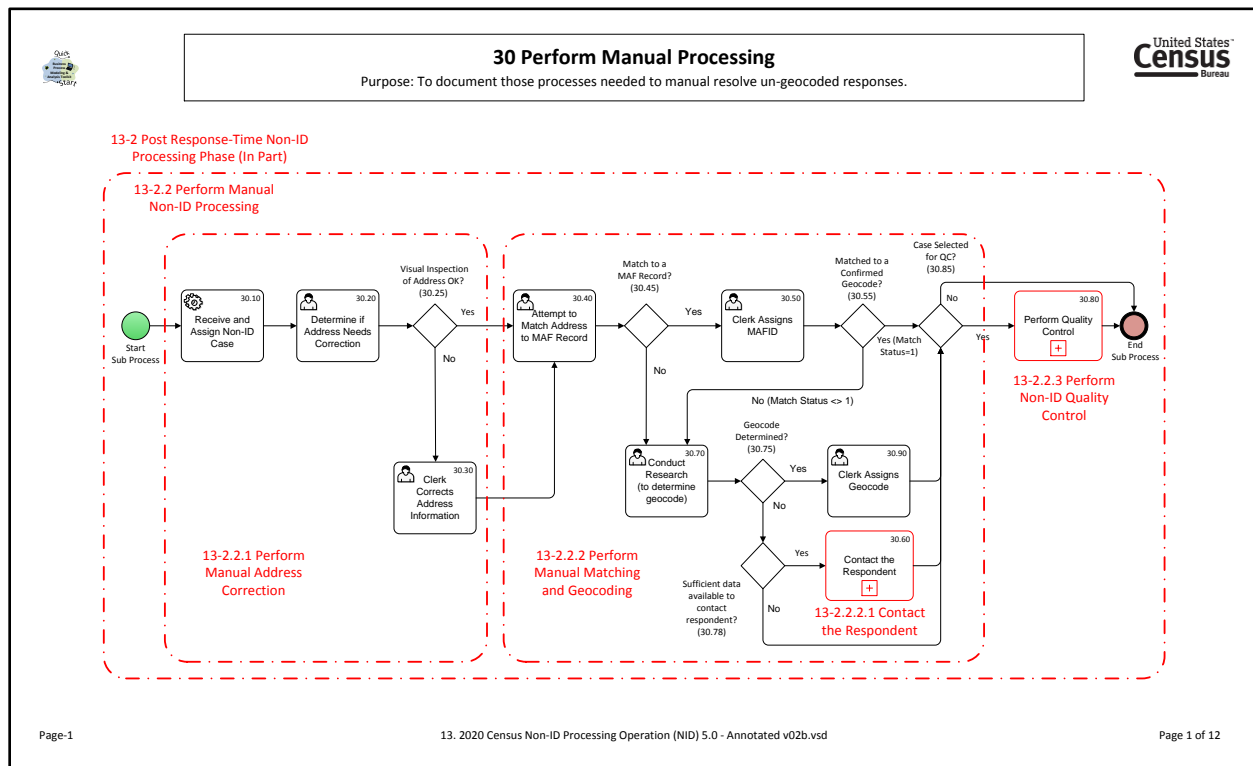 Quick
Business
Process
Modeling &
Analysis Toolkit
Start
30 Perform Manual Processing
Purpose: To document those processes needed to manual resolve un-geocoded responses.
United States™
Census
Bureau
13-2 Post Response-Time Non-ID
Processing Phase (In Part)
13-2.2 Perform Manual
Non-ID Processing
Start
Sub Process
30.10
Receive and
Assign Non-ID
Case
30.20
Determine if
Address Needs
Correction
Visual Inspection
of Address OK?
(30.25)
Yes
No
30.30
Clerk
Corrects
Address
Information
13-2.2.1 Perform
Manual Address
Correction
30.40
Attempt to
Match Address
to MAF Record
Match to a
MAF Record?
(30.45)
Yes
No
30.50
Clerk Assigns
MAFID
Matched to a
Confirmed
Geocode?
(30.55)
Yes (Match
Status=1)
No (Match Status <> 1)
Case Selected
for QC?
(30.85)
No
Yes
30.80
Perform Quality
Control
End
Sub Process
13-2.2.3 Perform
Non-ID Quality
Control
30.70
Conduct
Research
(to determine
geocode)
Geocode
Determined?
(30.75)
Yes
No
30.90
Clerk Assigns
Geocode
Sufficient data
available to
contact
respondent?
(30.78)
Yes
No
30.60
Contact the
Respondent
13-2.2.2.1 Contact
the Respondent
13-2.2.2 Perform
Manual Matching
and Geocoding
Page-1
13. 2020 Census Non-ID Processing Operation (NID) 5.0 - Annotated v02b.vsd
Page 1 of 12